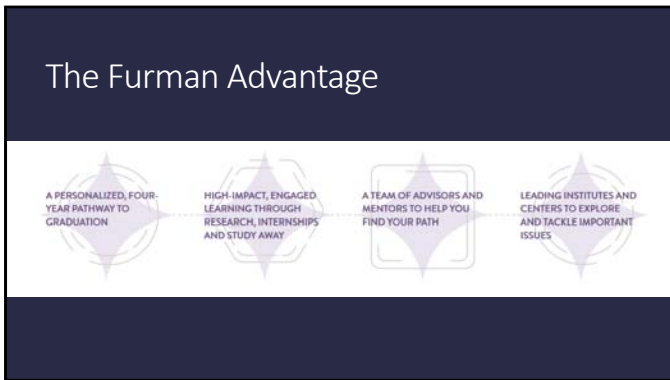 The Furman Advantage
A PERSONALIZED, FOUR-
YEAR PATHWAY TO
GRADUATION
HIGH-IMPACT, ENGAGED
LEARNING THROUGH
RESEARCH, INTERNSHIPS
AND STUDY AWAY
A TEAM OF ADVISORS AND
MENTORS TO HELP YOU
FIND YOUR PATH
LEADING INSTITUTES AND
CENTERS TO EXPLORE
AND TACKLE IMPORTANT
ISSUES